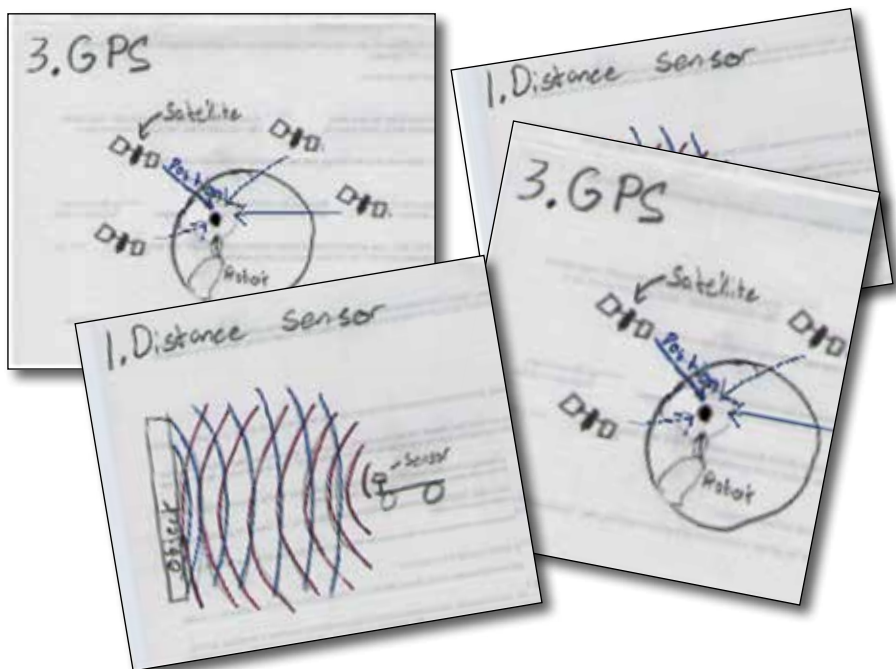 3. GPS
Satellite
Position
Robot
1. Distance sensor
3. GPS
Satellite
Position
Robot
1. Distance sensor
Sensor
Object